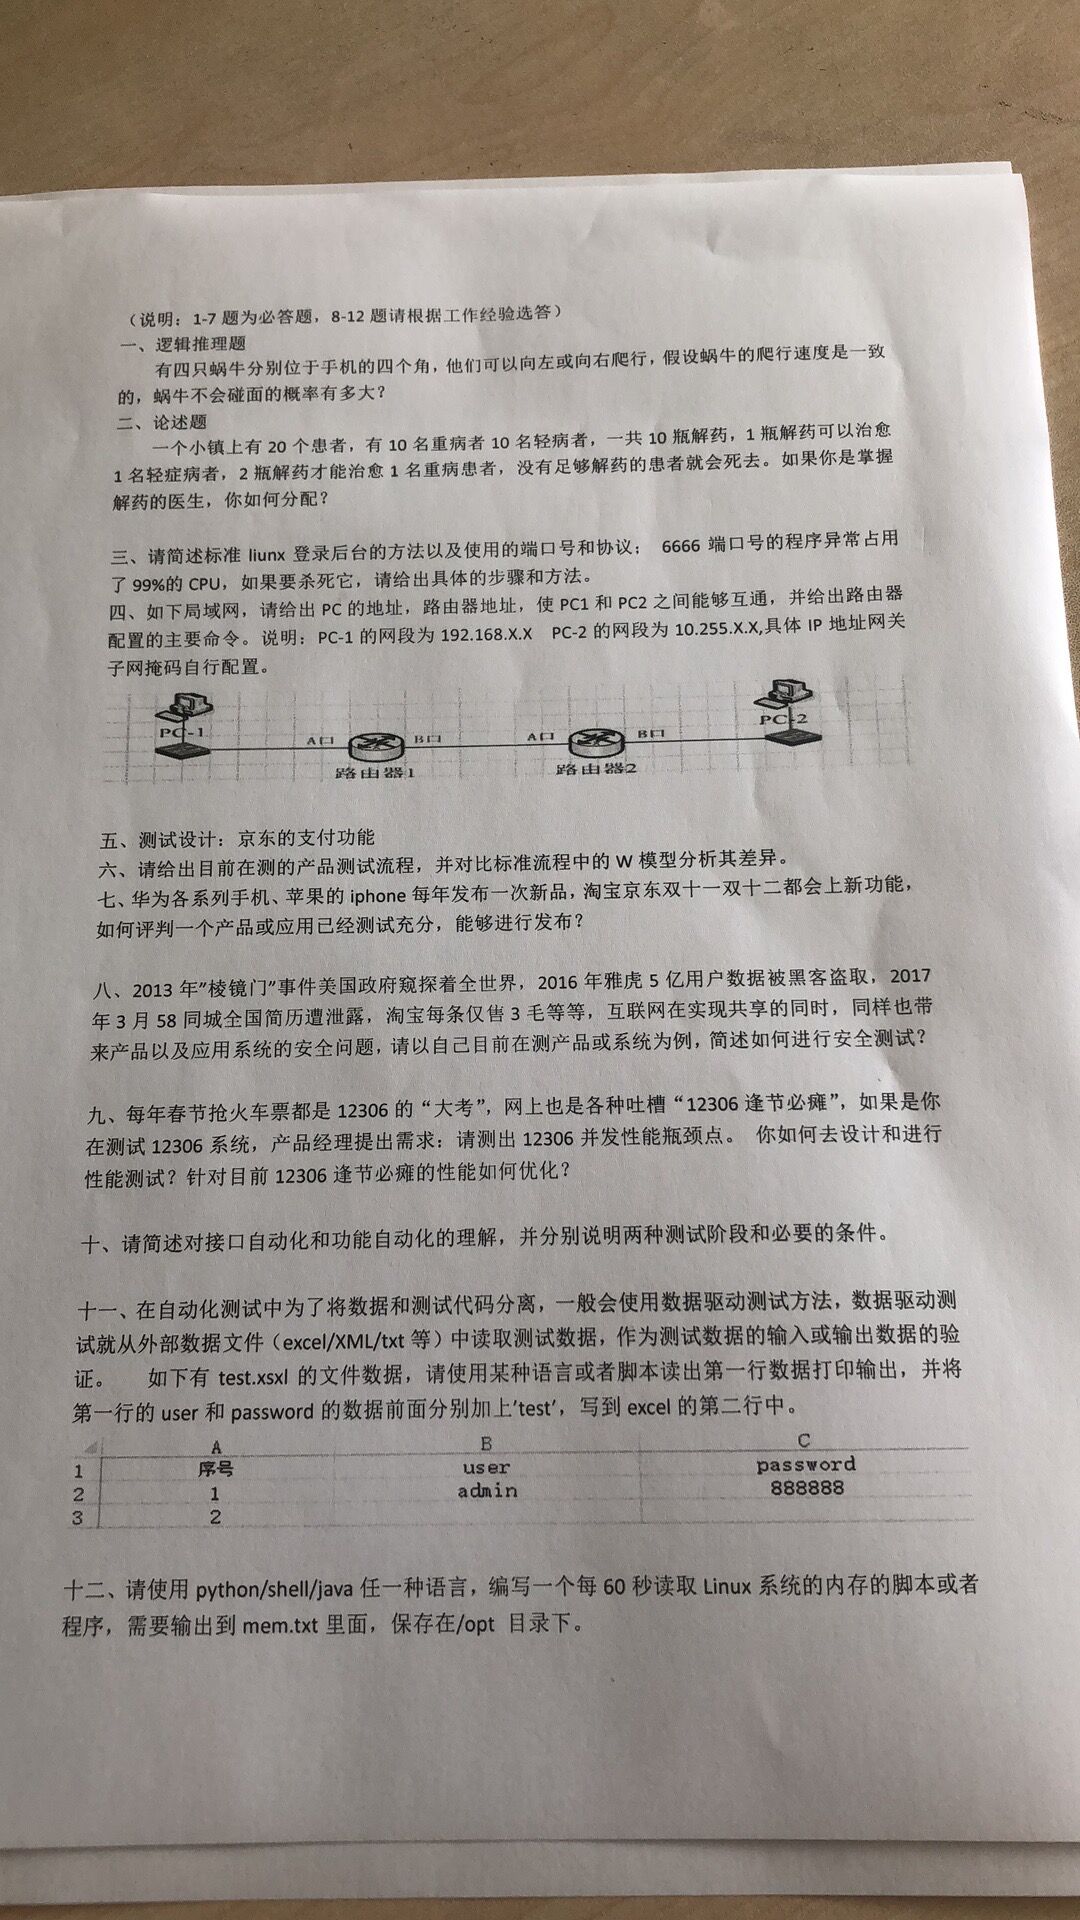 （说明：1-7 题为必答题，8-12 题请根据工作经验选答）
一、逻辑推理题
有四只蜗牛分别位于手机的四个角，他们可以向左或向右爬行，假设蜗牛的爬行速度是一致
的，蜗牛不会碰面的概率有多大？
二、论述题
一个小镇上有 20 个患者，有 10 名重病者 10 名轻病者，一共 10 瓶解药，1 瓶解药可以治愈
1 名轻症病者，2 瓶解药才能治愈 1 名重病患者，没有足够解药的患者就会死去。如果你是掌握
解药的医生，你如何分配？
三、请简述标准 liunx 登录后台的方法以及使用的端口号和协议； 6666 端口号的程序异常占用
了 99%的 CPU，如果要杀死它，请给出具体的步骤和方法。
四、如下局域网，请给出 PC 的地址，路由器地址，使 PC1 和 PC2 之间能够互通，并给出路由器
配置的主要命令。说明：PC-1 的网段为 192.168.X.X PC-2 的网段为 10.255.X.X,具体 IP 地址网关
子网掩码自行配置。
PC-1 A口 B口 A口 B口 PC-2
路由器1 路由器2
五、测试设计：京东的支付功能
六、请给出目前在测的产品测试流程，并对比标准流程中的 W 模型分析其差异。
七、华为各系列手机、苹果的 iphone 每年发布一次新品，淘宝京东双十一双十二都会上新功能，
如何评判一个产品或应用已经测试充分，能够进行发布？
八、2013 年"棱镜门"事件美国政府窥探着全世界，2016 年雅虎 5 亿用户数据被黑客盗取，2017
年 3 月 58 同城全国简历遭泄露，淘宝每条仅售 3 毛等等，互联网在实现共享的同时，同样也带
来产品以及应用系统的安全问题，请以自己目前在测产品或系统为例，简述如何进行安全测试？
九、每年春节抢火车票都是 12306 的“大考”，网上也是各种吐槽“12306 逢节必瘫”，如果是你
在测试 12306 系统，产品经理提出需求：请测出 12306 并发性能瓶颈点。 你如何去设计和进行
性能测试？针对目前 12306 逢节必瘫的性能如何优化？
十、请简述对接口自动化和功能自动化的理解，并分别说明两种测试阶段和必要的条件。
十一、在自动化测试中为了将数据和测试代码分离，一般会使用数据驱动测试方法，数据驱动测
试就从外部数据文件（excel/XML/txt 等）中读取测试数据，作为测试数据的输入或输出数据的验
证。 如下有 test.xsxl 的文件数据，请使用某种语言或者脚本读出第一行数据打印输出，并将
第一行的 user 和 password 的数据前面分别加上'test'，写到 excel 的第二行中。
A B C
1 序号 user password
2 1 admin 888888
3 2
十二、请使用 python/shell/java 任一种语言，编写一个每 60 秒读取 Linux 系统的内存的脚本或者
程序，需要输出到 mem.txt 里面，保存在/opt 目录下。